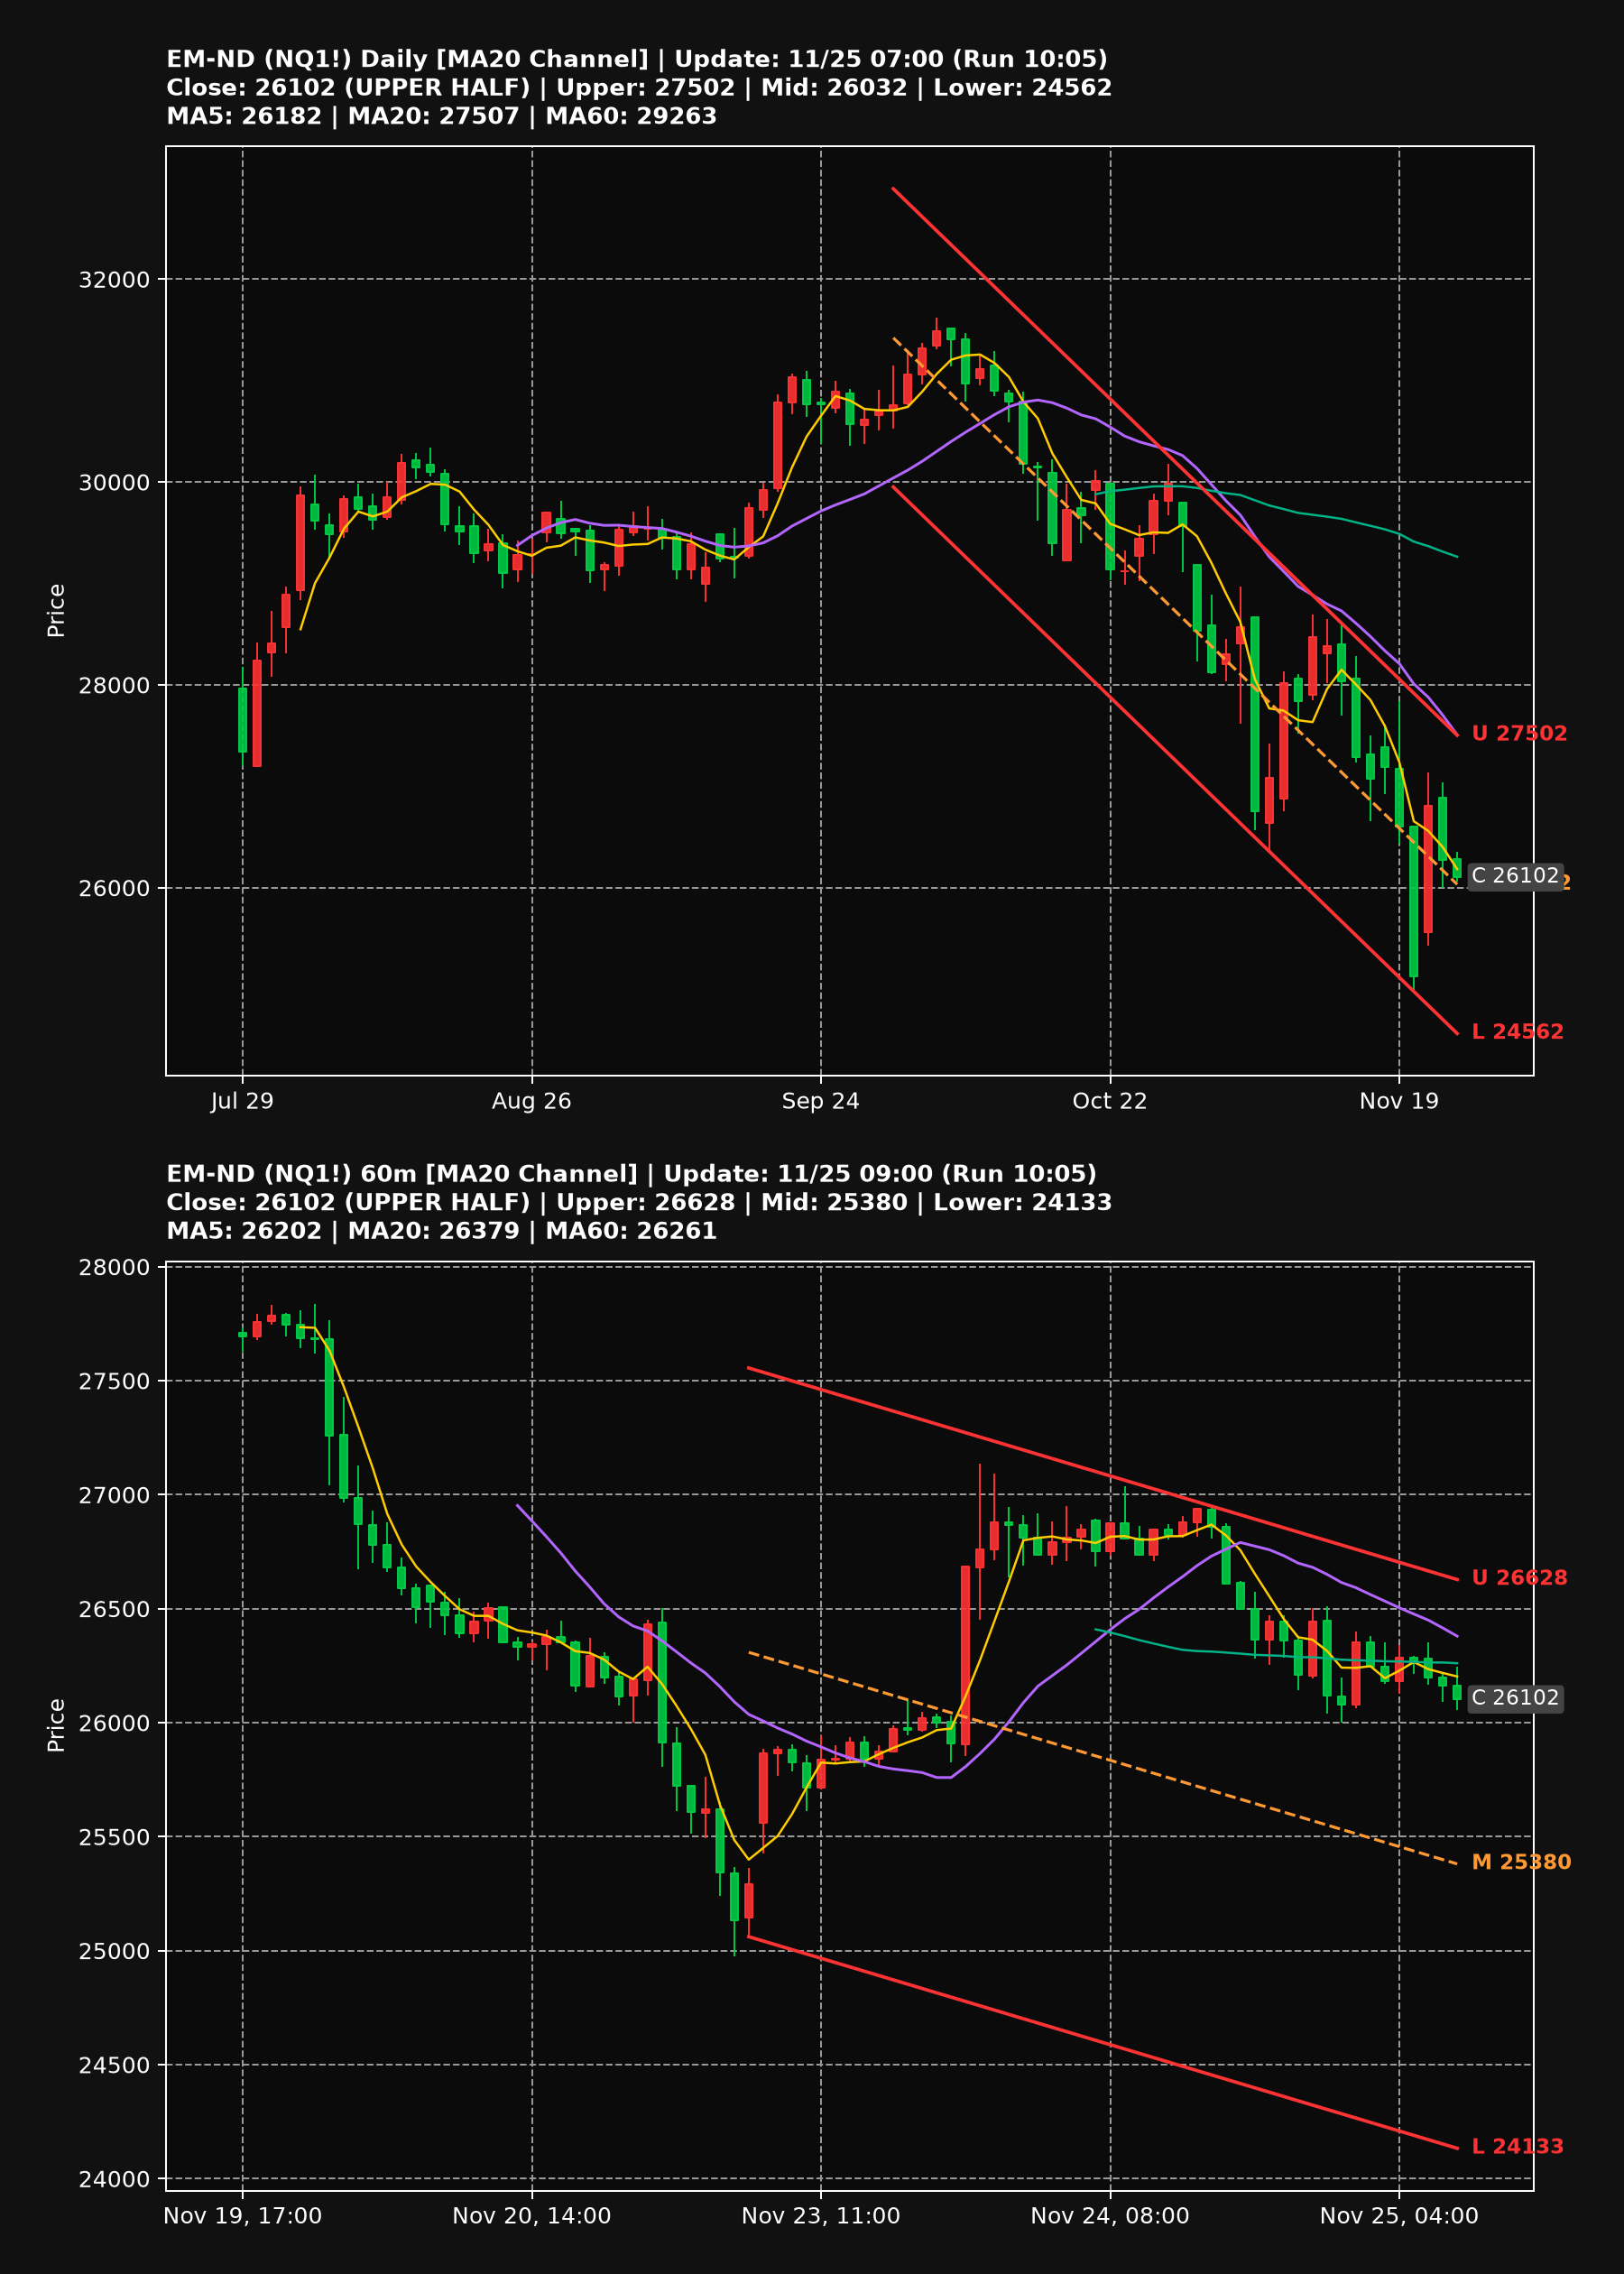 EM-ND (NQ1!) Daily [MA20 Channel] | Update: 11/25 07:00 (Run 10:05)
Close: 26102 (UPPER HALF) | Upper: 27502 | Mid: 26032 | Lower: 24562
MA5: 26182 | MA20: 27507 | MA60: 29263
32000
30000
Price
28000
U 27502
C 26102
26000
L 24562
Jul 29
Aug 26
Sep 24
Oct 22
Nov 19
EM-ND (NQ1!) 60m [MA20 Channel] | Update: 11/25 09:00 (Run 10:05)
Close: 26102 (UPPER HALF) | Upper: 26628 | Mid: 25380 | Lower: 24133
MA5: 26202 | MA20: 26379 | MA60: 26261
28000
27500
27000
U 26628
26500
C 26102
Price
26000
M 25380
25500
25000
24500
L 24133
24000
Nov 19, 17:00
Nov 20, 14:00
Nov 23, 11:00
Nov 24, 08:00
Nov 25, 04:00